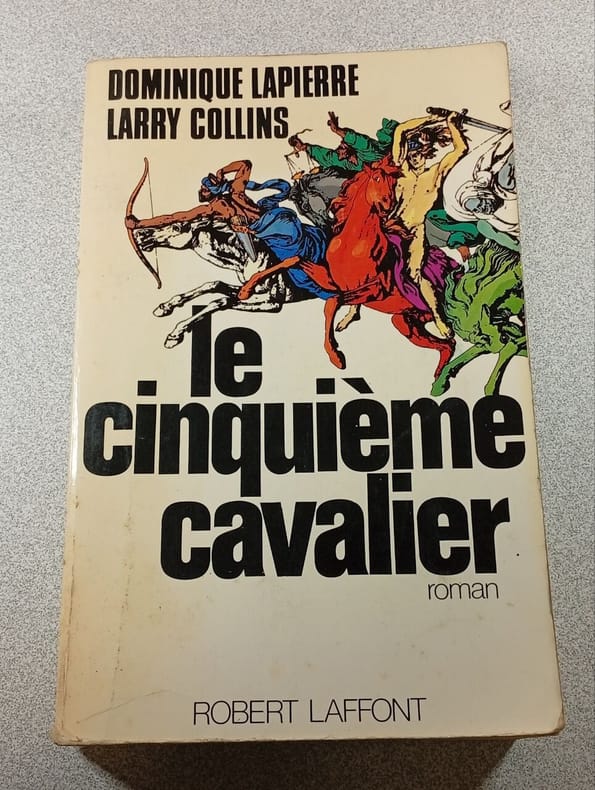 DOMINIQUE LAPIERRE
LARRY COLLINS
le
cinquième
cavalier
roman
ROBERT LAFFONT